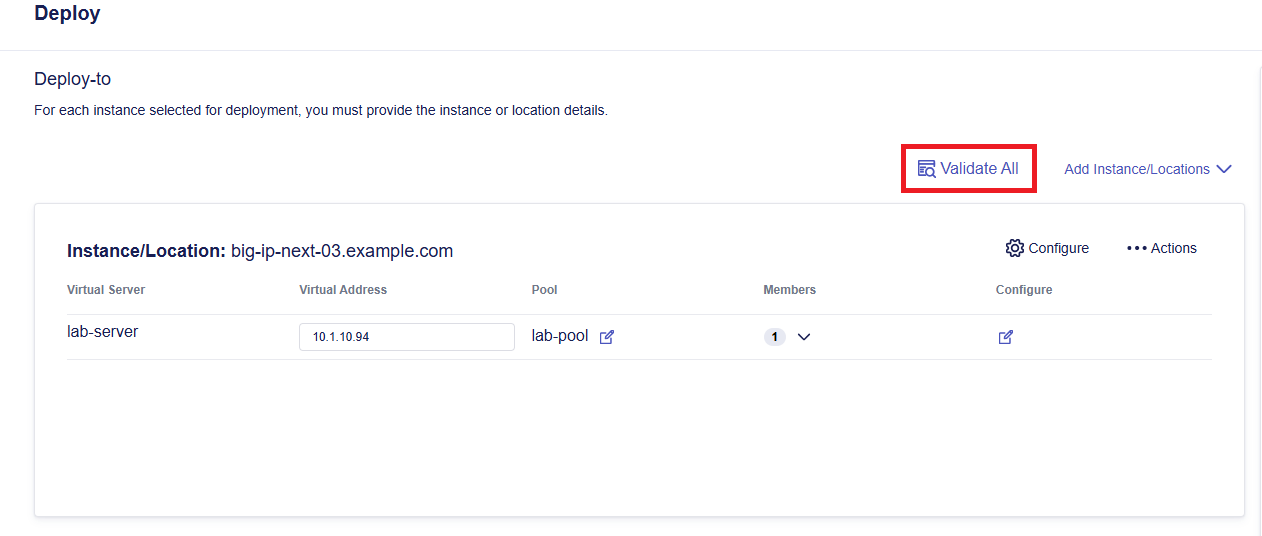 Deploy
Deploy-to
For each instance selected for deployment, you must provide the instance or location details.
Validate All
Add Instance/Locations
Instance/Location: big-ip-next-03.example.com
Configure
Actions
Virtual Server
Virtual Address
Pool
Members
Configure
lab-server
10.1.10.94
lab-pool
1